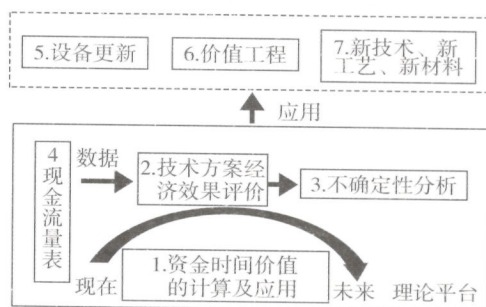 5.设备更新
6.价值工程
7.新技术、新
工艺、新材料
应用
4
现
金
流
量
表
数据
2.技术方案经
济效果评价
3.不确定性分析
1.资金时间价值
的计算及应用
现在
未来
理论平台